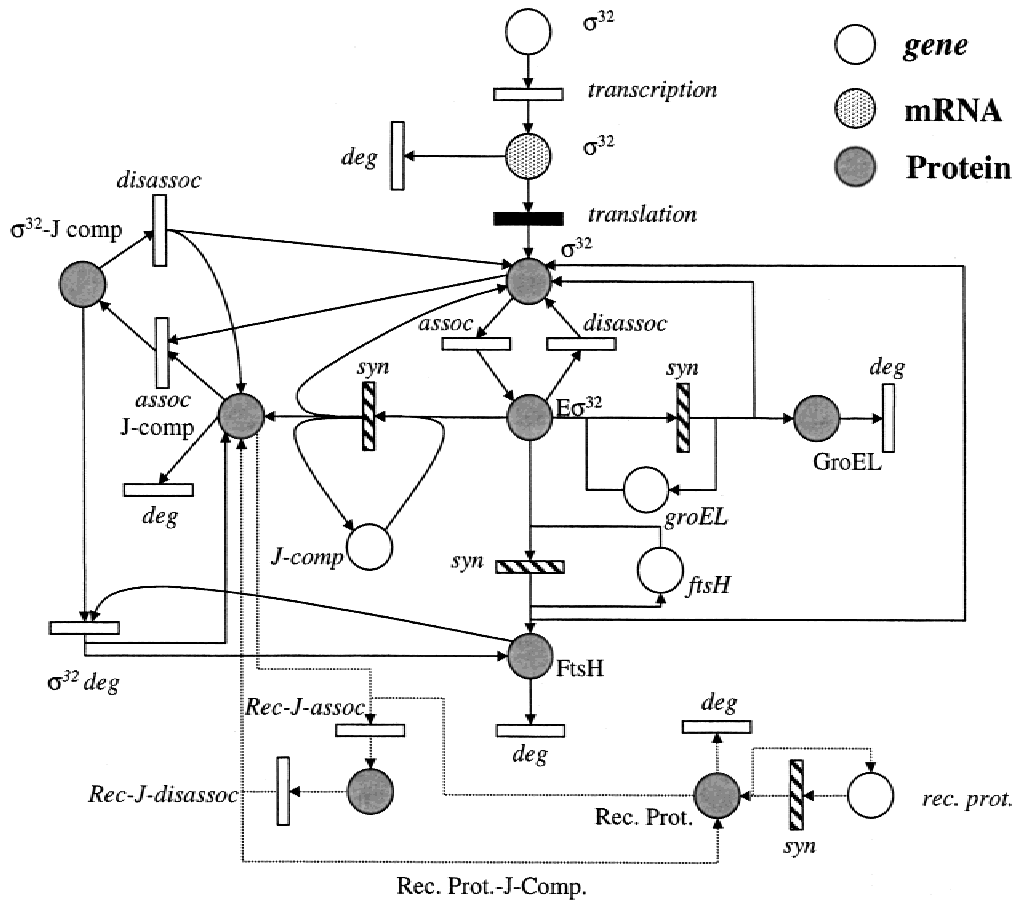 σ32
gene
transcription
mRNA
σ32
deg
Protein
disassoc
translation
σ32-J comp
σ32
assoc
disassoc
syn
syn
deg
assoc
J-comp
Eσ32
GroEL
deg
groEL
J-comp
syn
ftsH
σ32 deg
FtsH
Rec-J-assoc
deg
deg
Rec-J-disassoc
Rec. Prot.
rec. prot.
syn
Rec. Prot.-J-Comp.